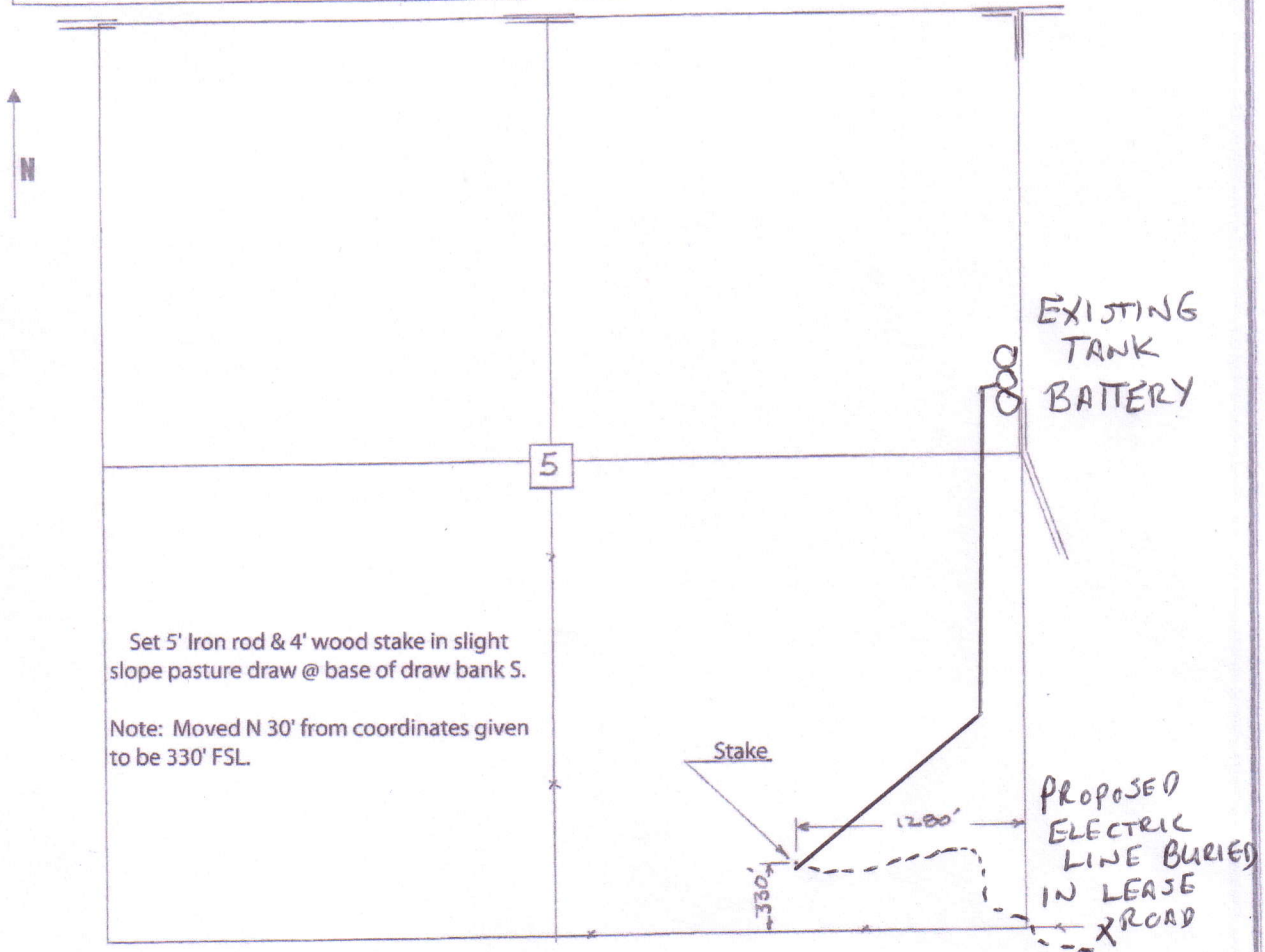 N
EXISTING
TANK
BATTERY
5
Set 5' Iron rod & 4' wood stake in slight
slope pasture draw @ base of draw bank S.
Note: Moved N 30' from coordinates given
to be 330' FSL.
Stake
1280'
330'
PROPOSED
ELECTRIC
LINE BURIED
IN LEASE
ROAD
X